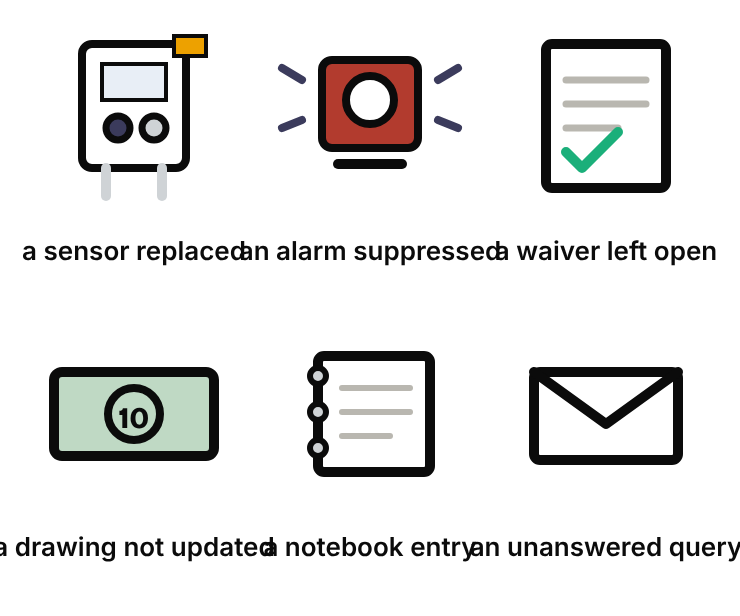 a sensor replaced
an alarm suppressed
a waiver left open
10
a drawing not updated
a notebook entry
an unanswered query